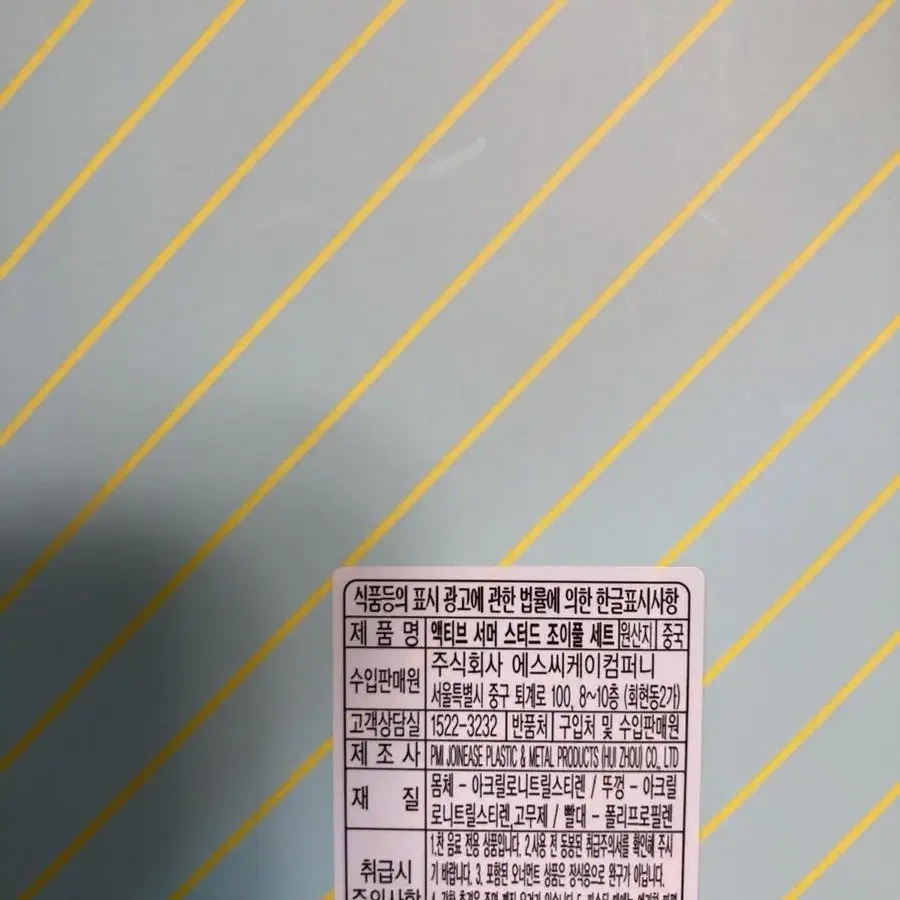 식품등의 표시 광고에 관한 법률에 의한 한글표시사항
제 품 명 액티브 서머 스터드 조이풀 세트 원산지 중국
수입판매원 주식회사 에스씨케이컴퍼니
서울특별시 중구 퇴계로 100, 8~10층 (회현동2가)
고객상담실 1522-3232 반품처 구입처 및 수입판매원
제 조 사 PMI JOINEASE PLASTIC & METAL PRODUCTS (HUI ZHOU) CO., LTD
재 질 몸체 - 아크릴로니트릴스티렌 / 뚜껑 - 아크릴
로니트릴스티렌,고무제 / 빨대 - 폴리프로필렌
취급시
주의사항
1.찬 음료 전용 상품입니다. 2.사용 전 동봉된 취급주의서를 확인해 주시
기 바랍니다. 3. 포함된 오너먼트 상품은 장식용으로 완구가 아닙니다.